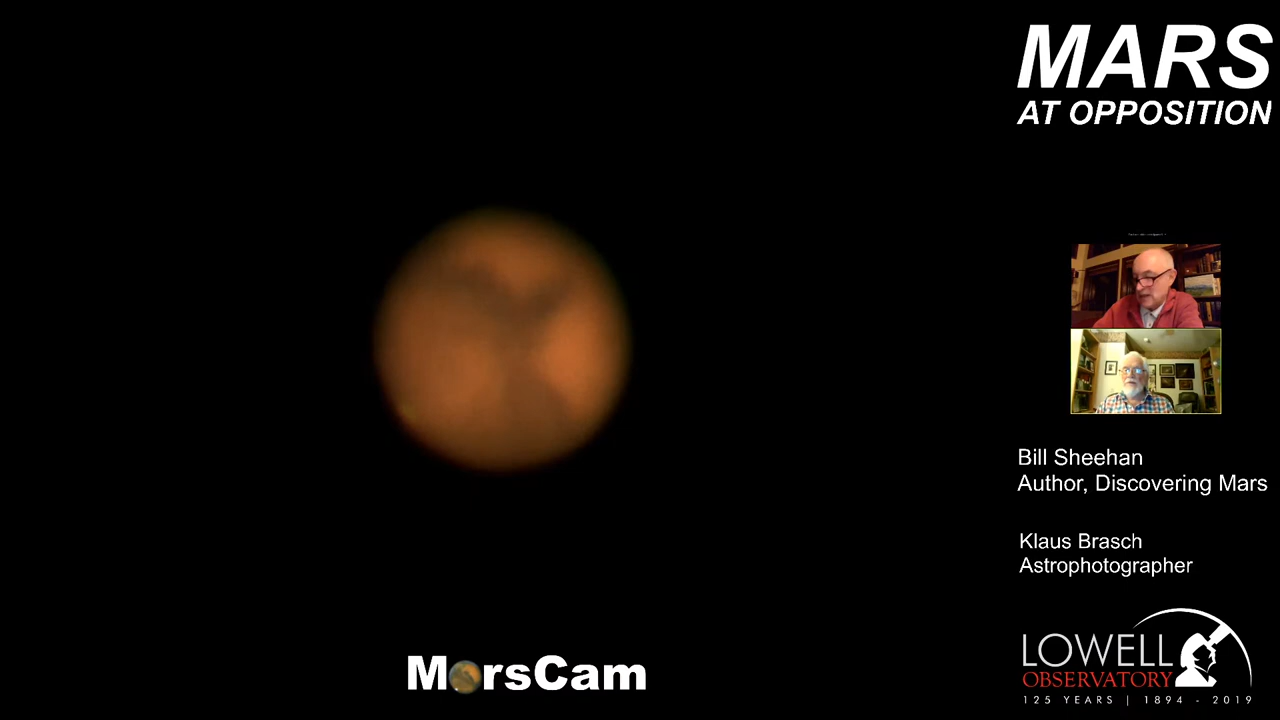 MARS
AT OPPOSITION
Bill Sheehan
Author, Discovering Mars
Klaus Brasch
Astrophotographer
MarsCam
LOWELL
OBSERVATORY
125 YEARS | 1894 - 2019